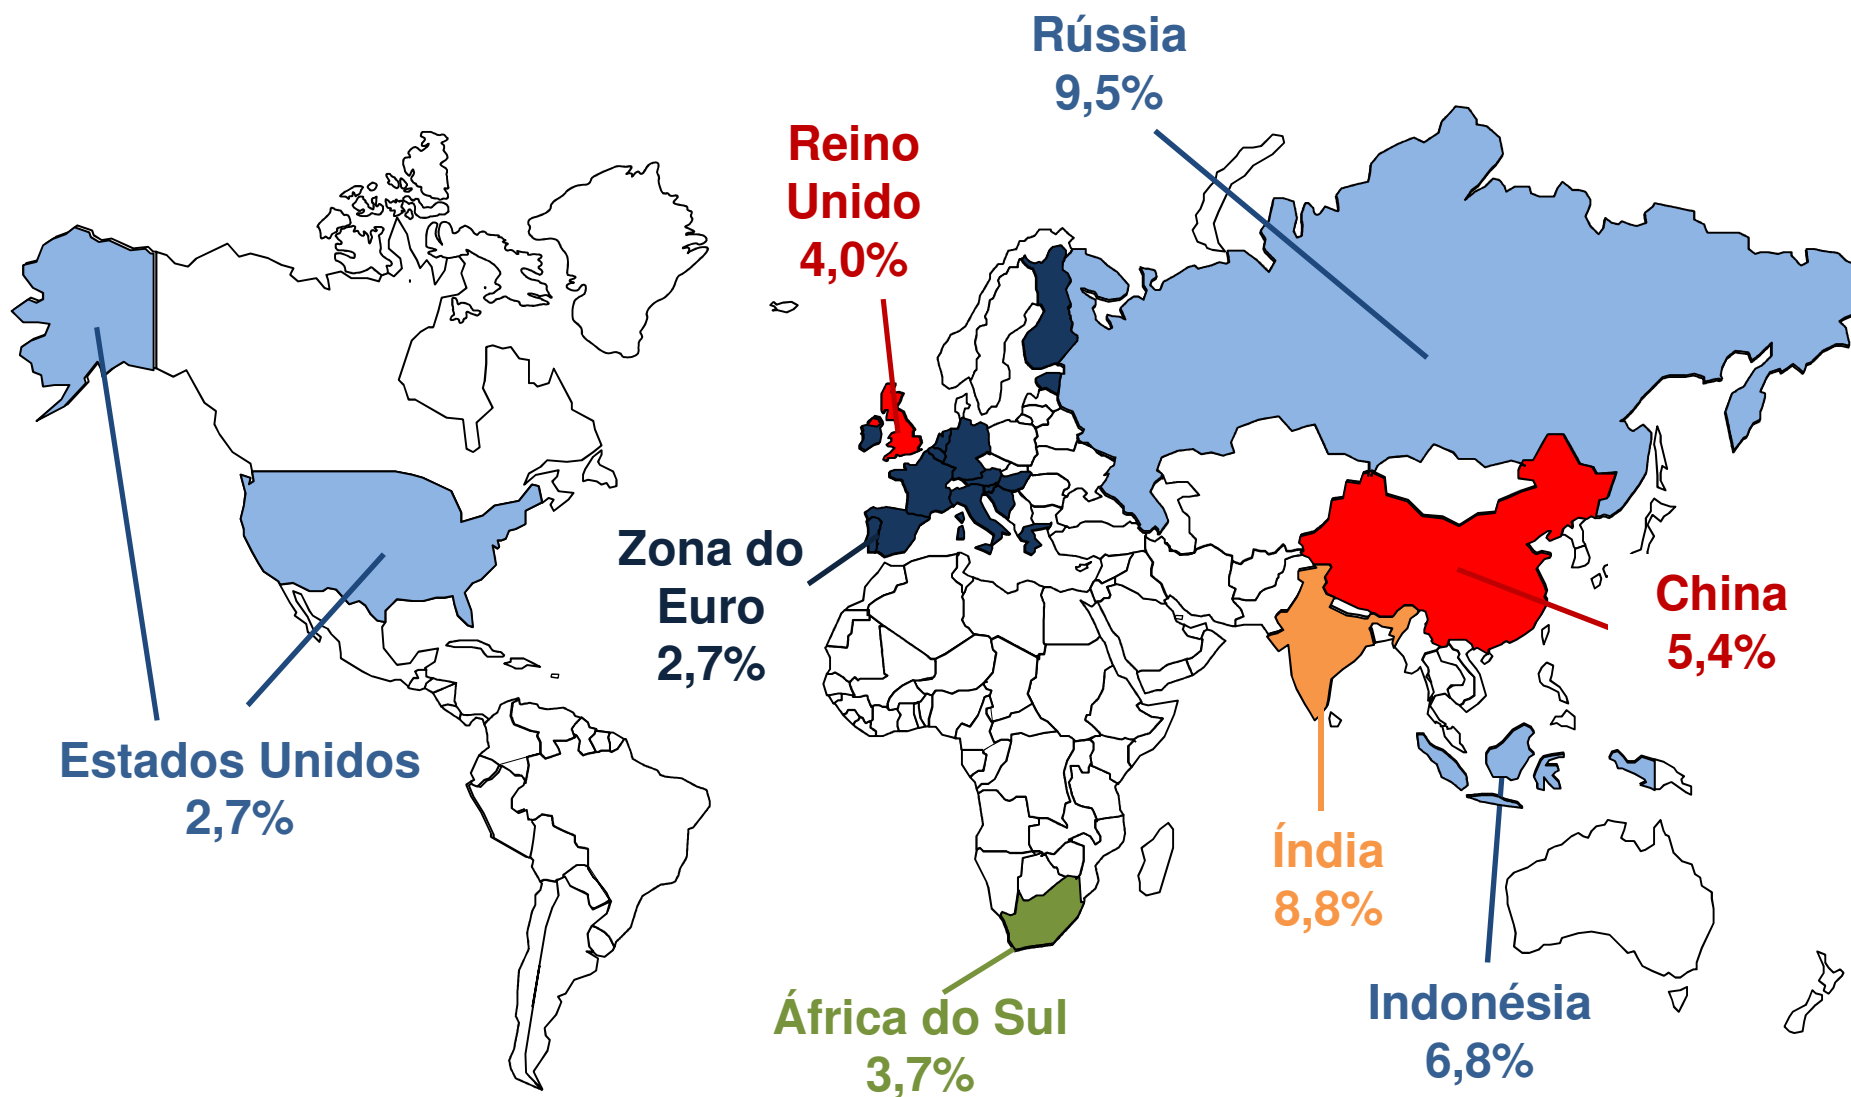 Rússia
9,5%
Reino
Unido
4,0%
Zona do
Euro
2,7%
China
5,4%
Estados Unidos
2,7%
Índia
8,8%
África do Sul
3,7%
Indonésia
6,8%